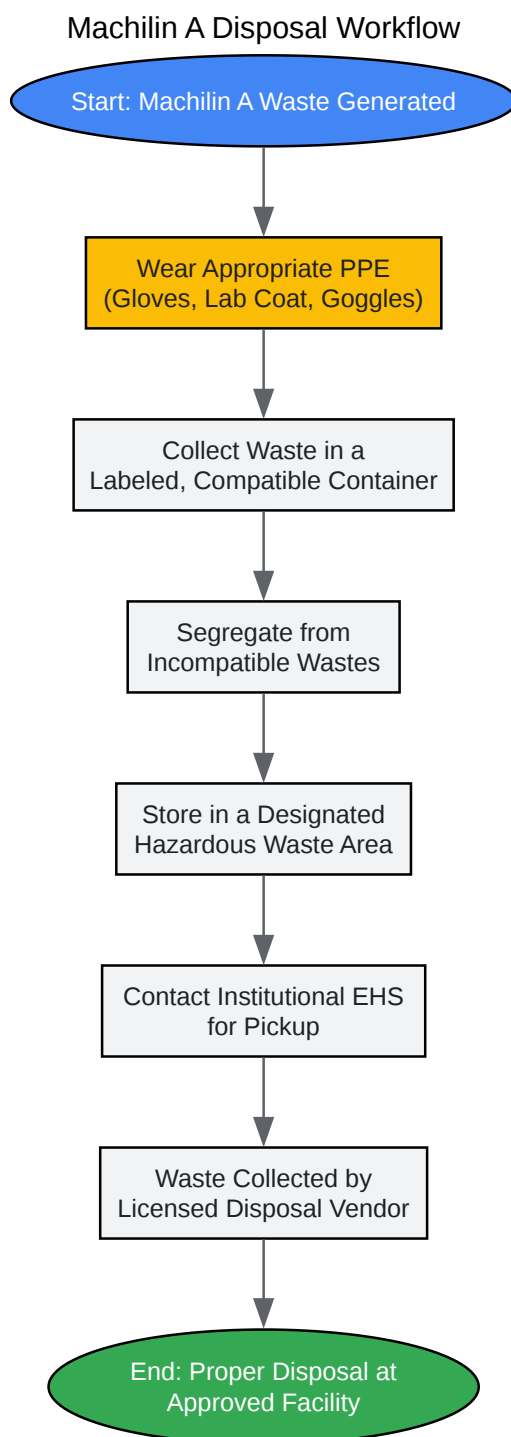 Machilin A Disposal Workflow
Start: Machilin A Waste Generated
Wear Appropriate PPE
(Gloves, Lab Coat, Goggles)
Collect Waste in a
Labeled, Compatible Container
Segregate from
Incompatible Wastes
Store in a Designated
Hazardous Waste Area
Contact Institutional EHS
for Pickup
Waste Collected by
Licensed Disposal Vendor
End: Proper Disposal at
Approved Facility